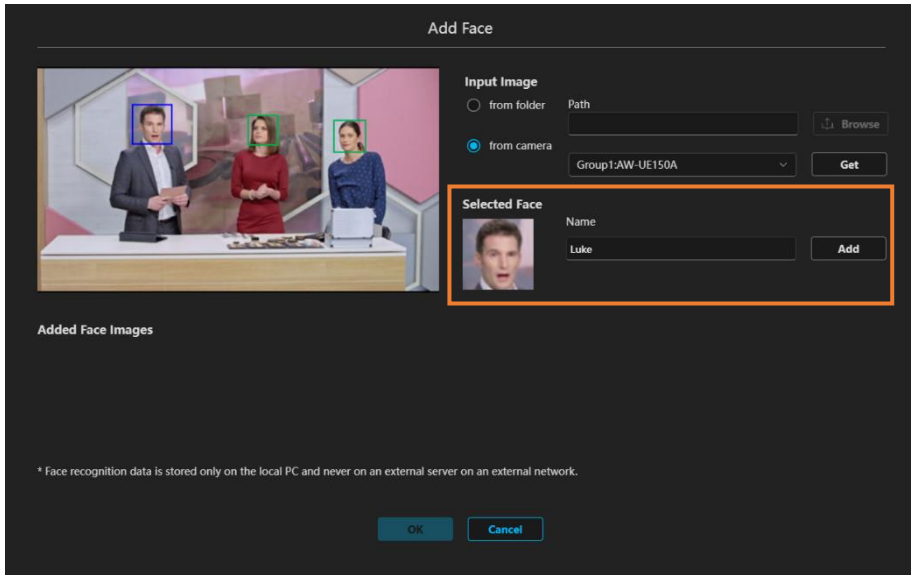 Add Face
Input Image
from folder
Path
Browse
from camera
Group1:AW-UE150A
Get
Selected Face
Name
Luke
Add
Added Face Images
* Face recognition data is stored only on the local PC and never on an external server on an external network.
OK
Cancel